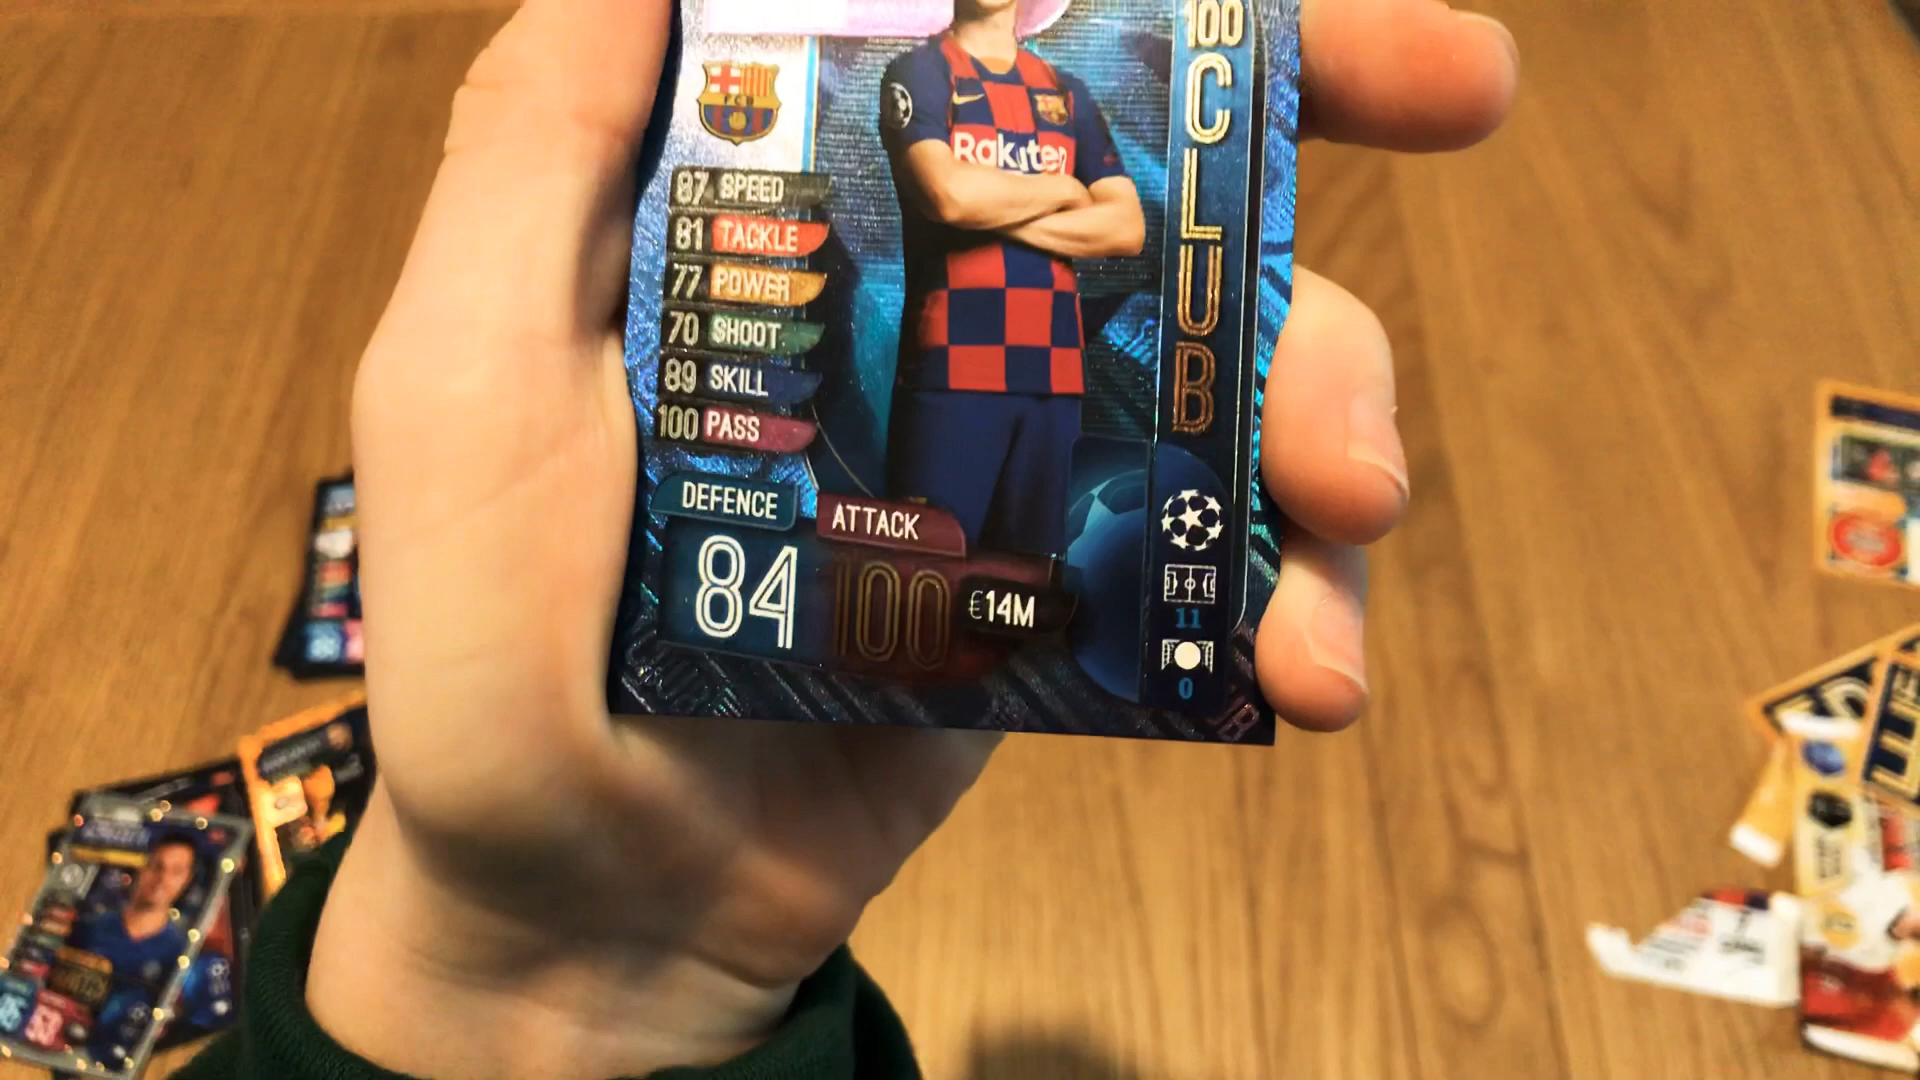 100
CLUB
FCB
Rakuten
87 SPEED
81 TACKLE
77 POWER
70 SHOOT
89 SKILL
100 PASS
DEFENCE
84
ATTACK
100
€14M
11
0